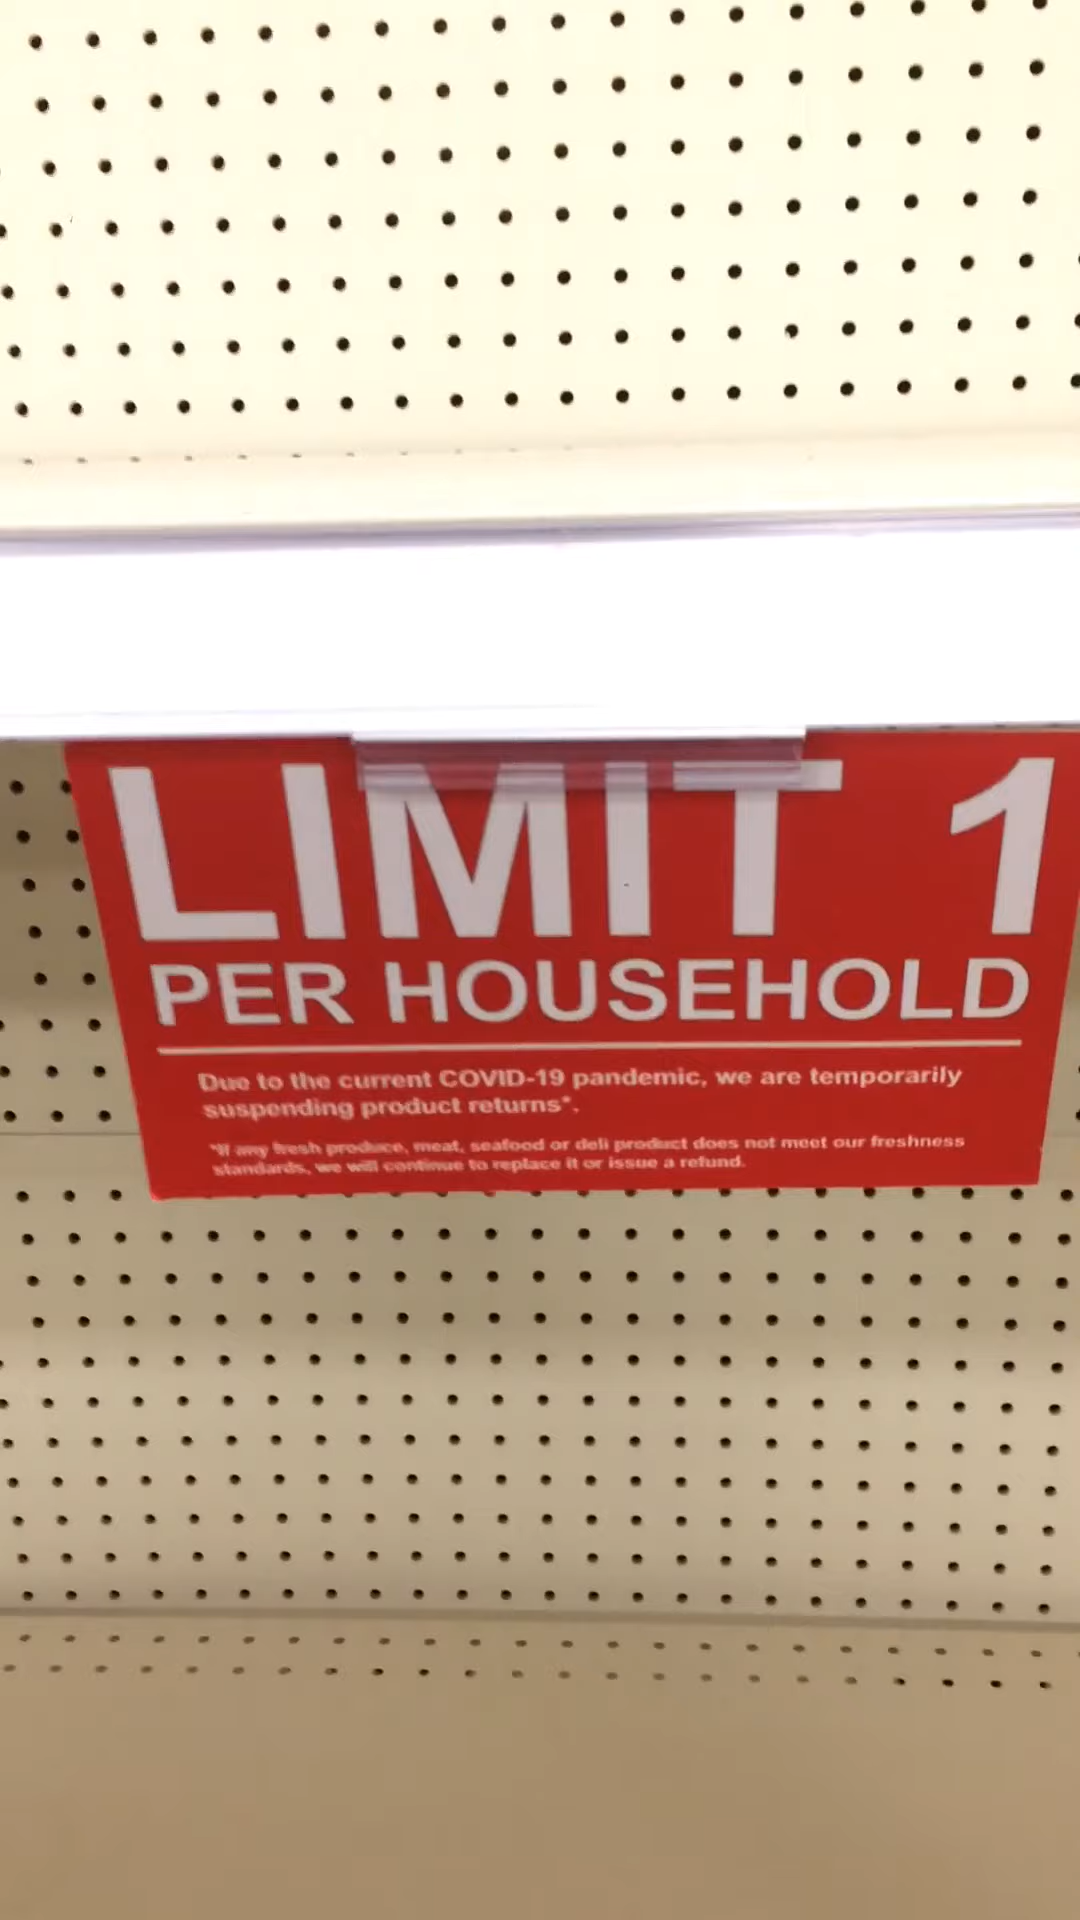 LIMIT 1
PER HOUSEHOLD
Due to the current COVID-19 pandemic, we are temporarily
suspending product returns*.
*If any fresh produce, meat, seafood or deli product does not meet our freshness
standards, we will continue to replace it or issue a refund.